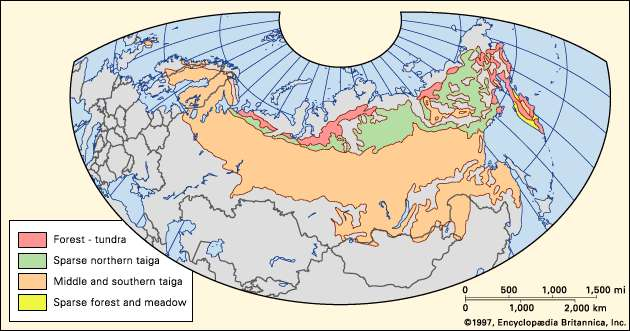 Forest - tundra
Sparse northern taiga
Middle and southern taiga
Sparse forest and meadow
0 500 1,000 1,500 mi
0 1,000 2,000 km
©1997, Encyclopædia Britannica, Inc.